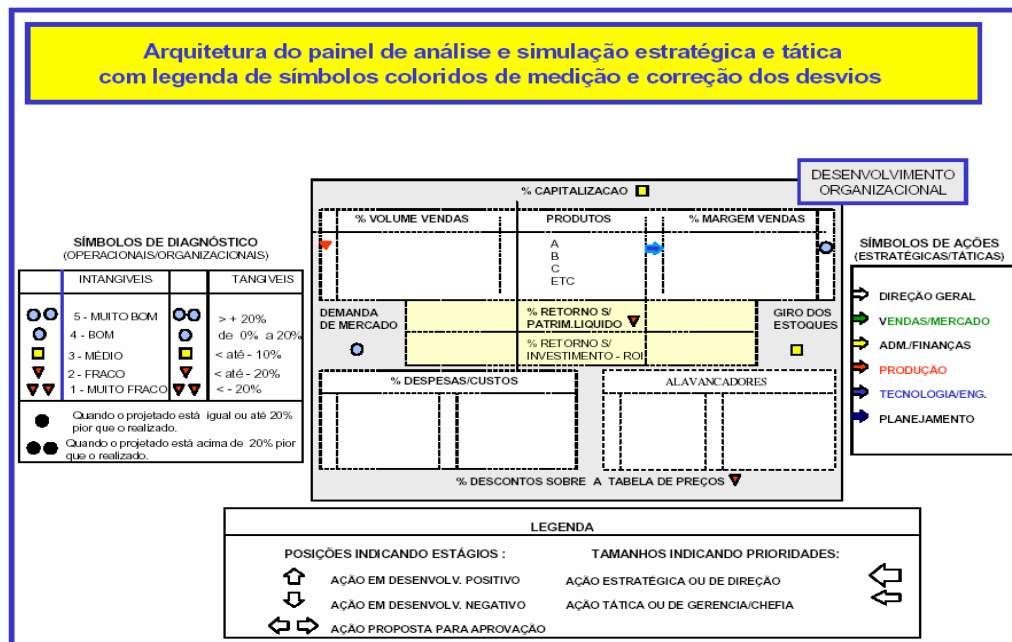 Arquitetura do painel de análise e simulação estratégica e tática
com legenda de símbolos coloridos de medição e correção dos desvios
DESENVOLVIMENTO
ORGANIZACIONAL
% CAPITALIZACAO
% VOLUME VENDAS
PRODUTOS
% MARGEM VENDAS
A
B
C
ETC
DEMANDA
DE MERCADO
% RETORNO S/
PATRIM.LIQUIDO
% RETORNO S/
INVESTIMENTO - ROI
GIRO DOS
ESTOQUES
% DESPESAS/CUSTOS
ALAVANCADORES
% DESCONTOS SOBRE A TABELA DE PREÇOS
SÍMBOLOS DE DIAGNÓSTICO
(OPERACIONAIS/ORGANIZACIONAIS)
INTANGIVEIS
TANGIVEIS
5 - MUITO BOM
> + 20%
4 - BOM
de 0% a 20%
3 - MÉDIO
< até - 10%
2 - FRACO
< até - 20%
1 - MUITO FRACO
< - 20%
Quando o projetado está igual ou até 20%
pior que o realizado.
Quando o projetado está acima de 20% pior
que o realizado.
SÍMBOLOS DE AÇÕES
(ESTRATÉGICAS/TÁTICAS)
DIREÇÃO GERAL
VENDAS/MERCADO
ADM./FINANÇAS
PRODUÇÃO
TECNOLOGIA/ENG.
PLANEJAMENTO
LEGENDA
POSIÇÕES INDICANDO ESTÁGIOS :
AÇÃO EM DESENVOLV. POSITIVO
AÇÃO EM DESENVOLV. NEGATIVO
AÇÃO PROPOSTA PARA APROVAÇÃO
TAMANHOS INDICANDO PRIORIDADES:
AÇÃO ESTRATÉGICA OU DE DIREÇÃO
AÇÃO TÁTICA OU DE GERENCIA/CHEFIA